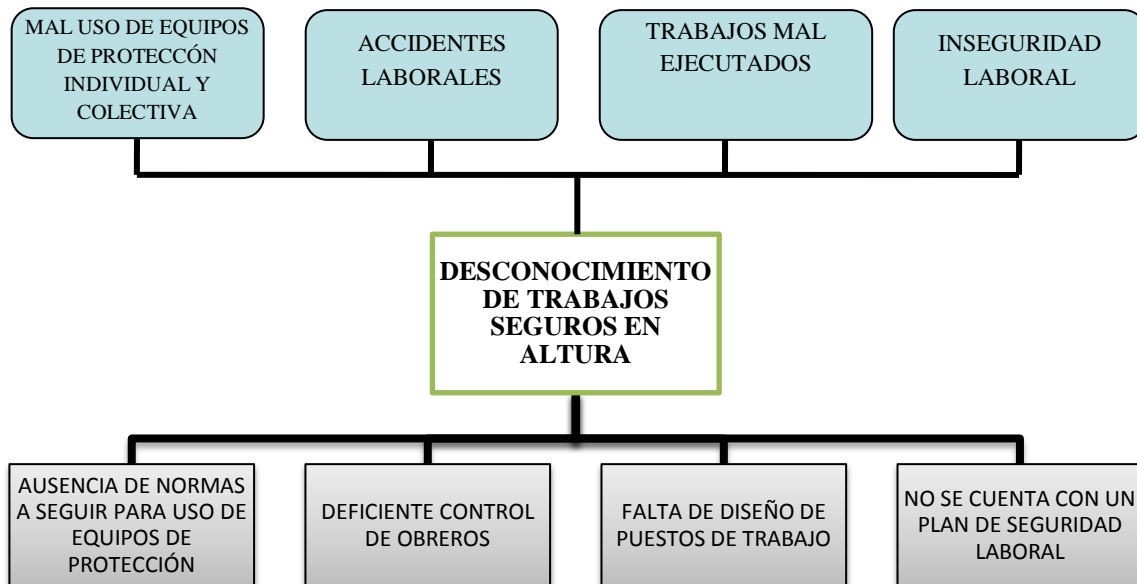 MAL USO DE EQUIPOS
DE PROTECCÓN
INDIVIDUAL Y
COLECTIVA
ACCIDENTES
LABORALES
TRABAJOS MAL
EJECUTADOS
INSEGURIDAD
LABORAL
DESCONOCIMIENTO
DE TRABAJOS
SEGUROS EN
ALTURA
AUSENCIA DE NORMAS
A SEGUIR PARA USO DE
EQUIPOS DE
PROTECCIÓN
DEFICIENTE CONTROL
DE OBREROS
FALTA DE DISEÑO DE
PUESTOS DE TRABAJO
NO SE CUENTA CON UN
PLAN DE SEGURIDAD
LABORAL